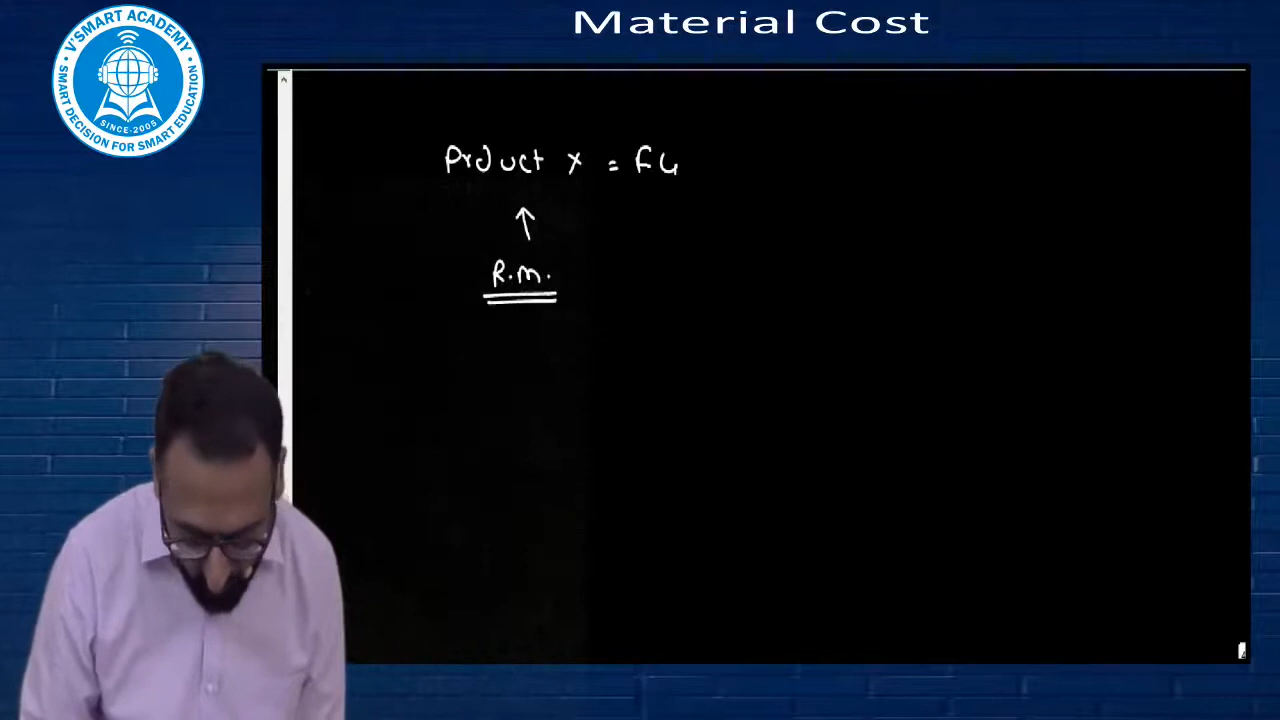 Material Cost
V'SMART ACADEMY
SINCE-2005
SMART DECISION FOR SMART EDUCATION
Product X = FG
R.M.